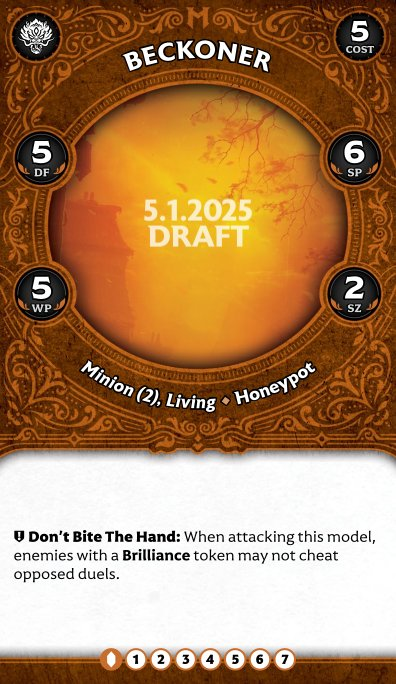 5
COST
BECKONER
5
DF
6
SP
5.1.2025
DRAFT
5
WP
2
SZ
Minion (2), Living ◆ Honeypot
Don't Bite The Hand: When attacking this model,
enemies with a Brilliance token may not cheat
opposed duels.
1 2 3 4 5 6 7